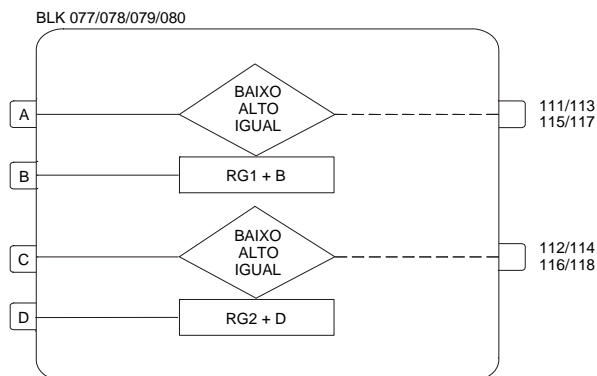 BLK 077/078/079/080
BAIXO
ALTO
IGUAL
A
111/113
115/117
B
RG1 + B
BAIXO
ALTO
IGUAL
C
112/114
116/118
D
RG2 + D